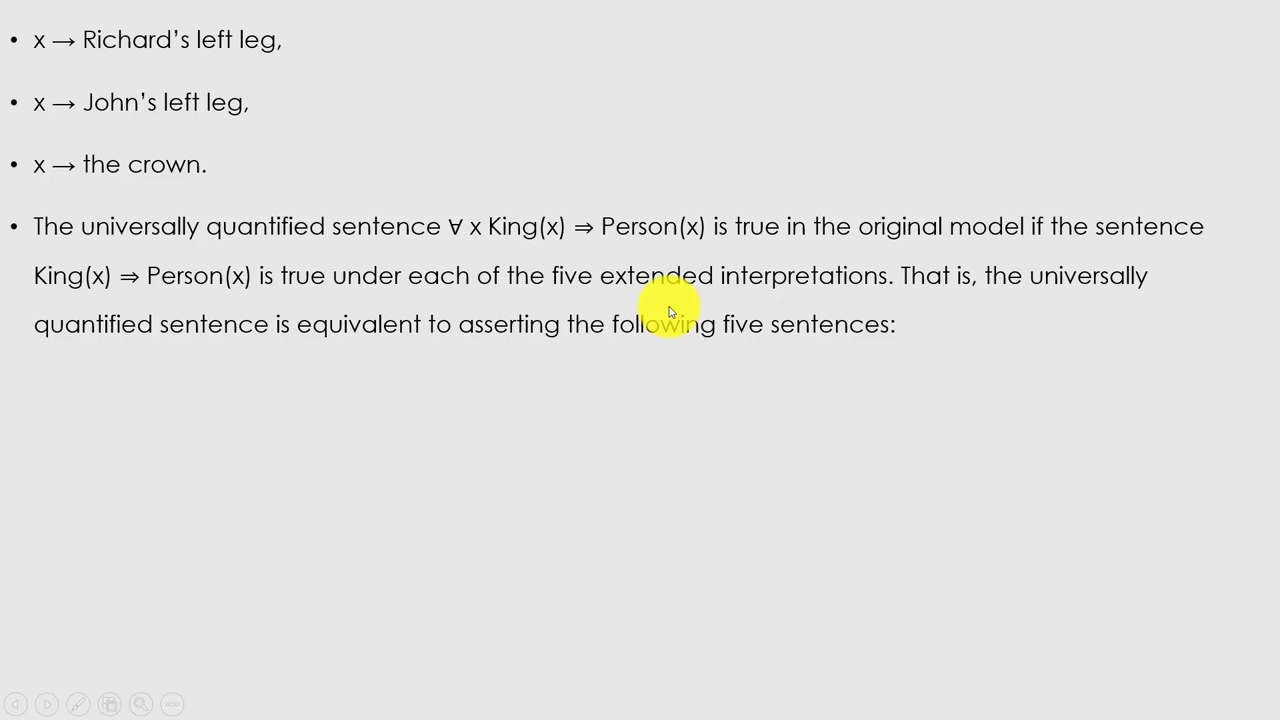 • x → Richard’s left leg,
• x → John’s left leg,
• x → the crown.
• The universally quantified sentence ∀ x King(x) ⇒ Person(x) is true in the original model if the sentence
King(x) ⇒ Person(x) is true under each of the five extended interpretations. That is, the universally
quantified sentence is equivalent to asserting the following five sentences: